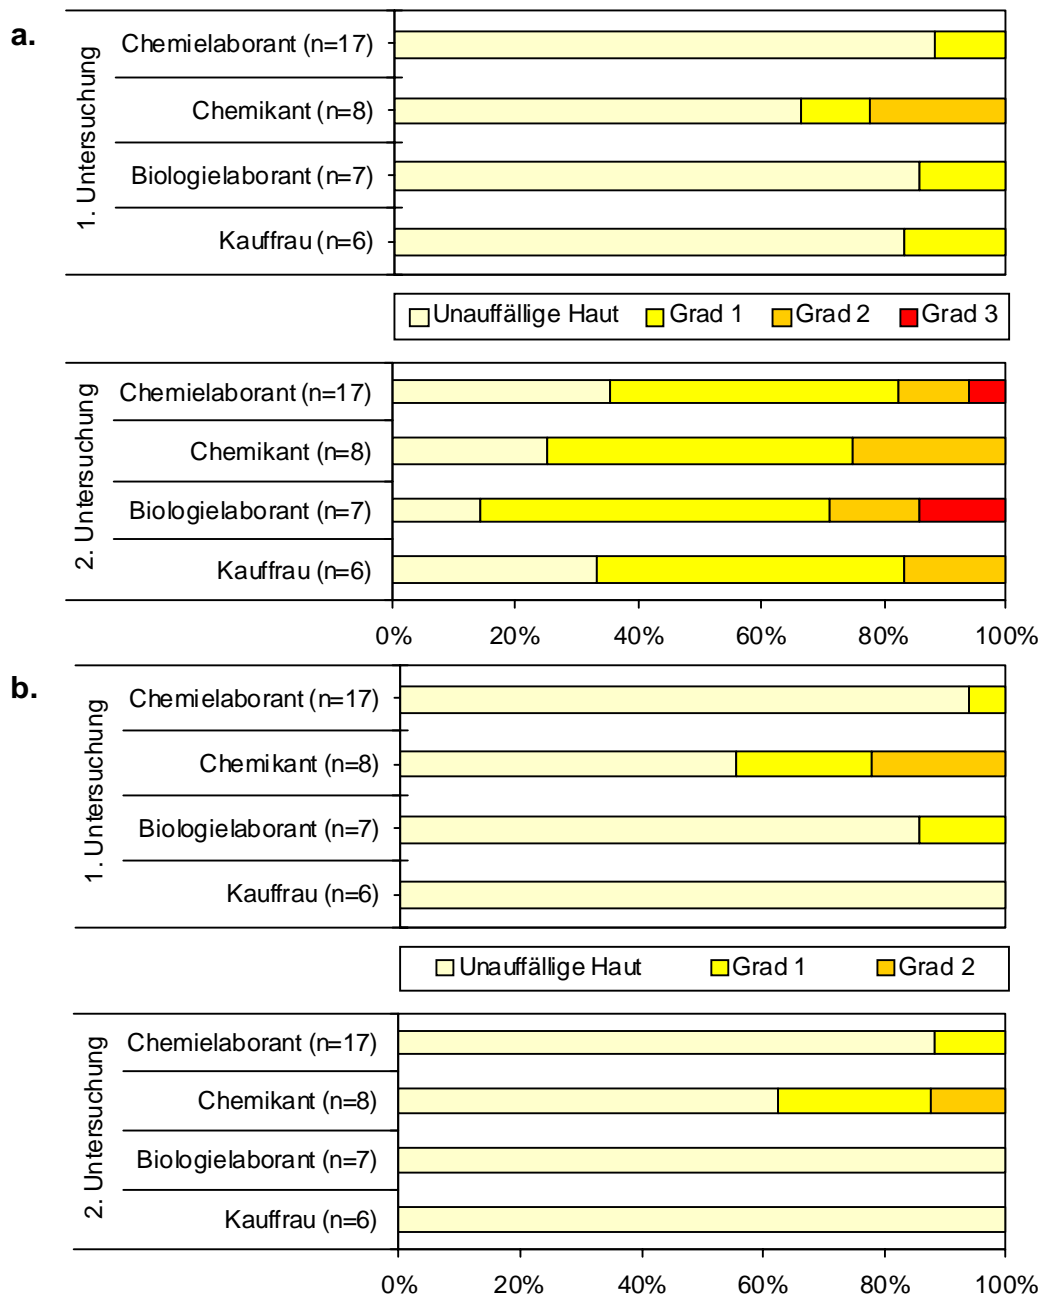 a.
1. Untersuchung
Chemielaborant (n=17)
Chemikant (n=8)
Biologielaborant (n=7)
Kauffrau (n=6)
Unauffällige Haut Grad 1 Grad 2 Grad 3
2. Untersuchung
Chemielaborant (n=17)
Chemikant (n=8)
Biologielaborant (n=7)
Kauffrau (n=6)
0% 20% 40% 60% 80% 100%
b.
1. Untersuchung
Chemielaborant (n=17)
Chemikant (n=8)
Biologielaborant (n=7)
Kauffrau (n=6)
Unauffällige Haut Grad 1 Grad 2
2. Untersuchung
Chemielaborant (n=17)
Chemikant (n=8)
Biologielaborant (n=7)
Kauffrau (n=6)
0% 20% 40% 60% 80% 100%